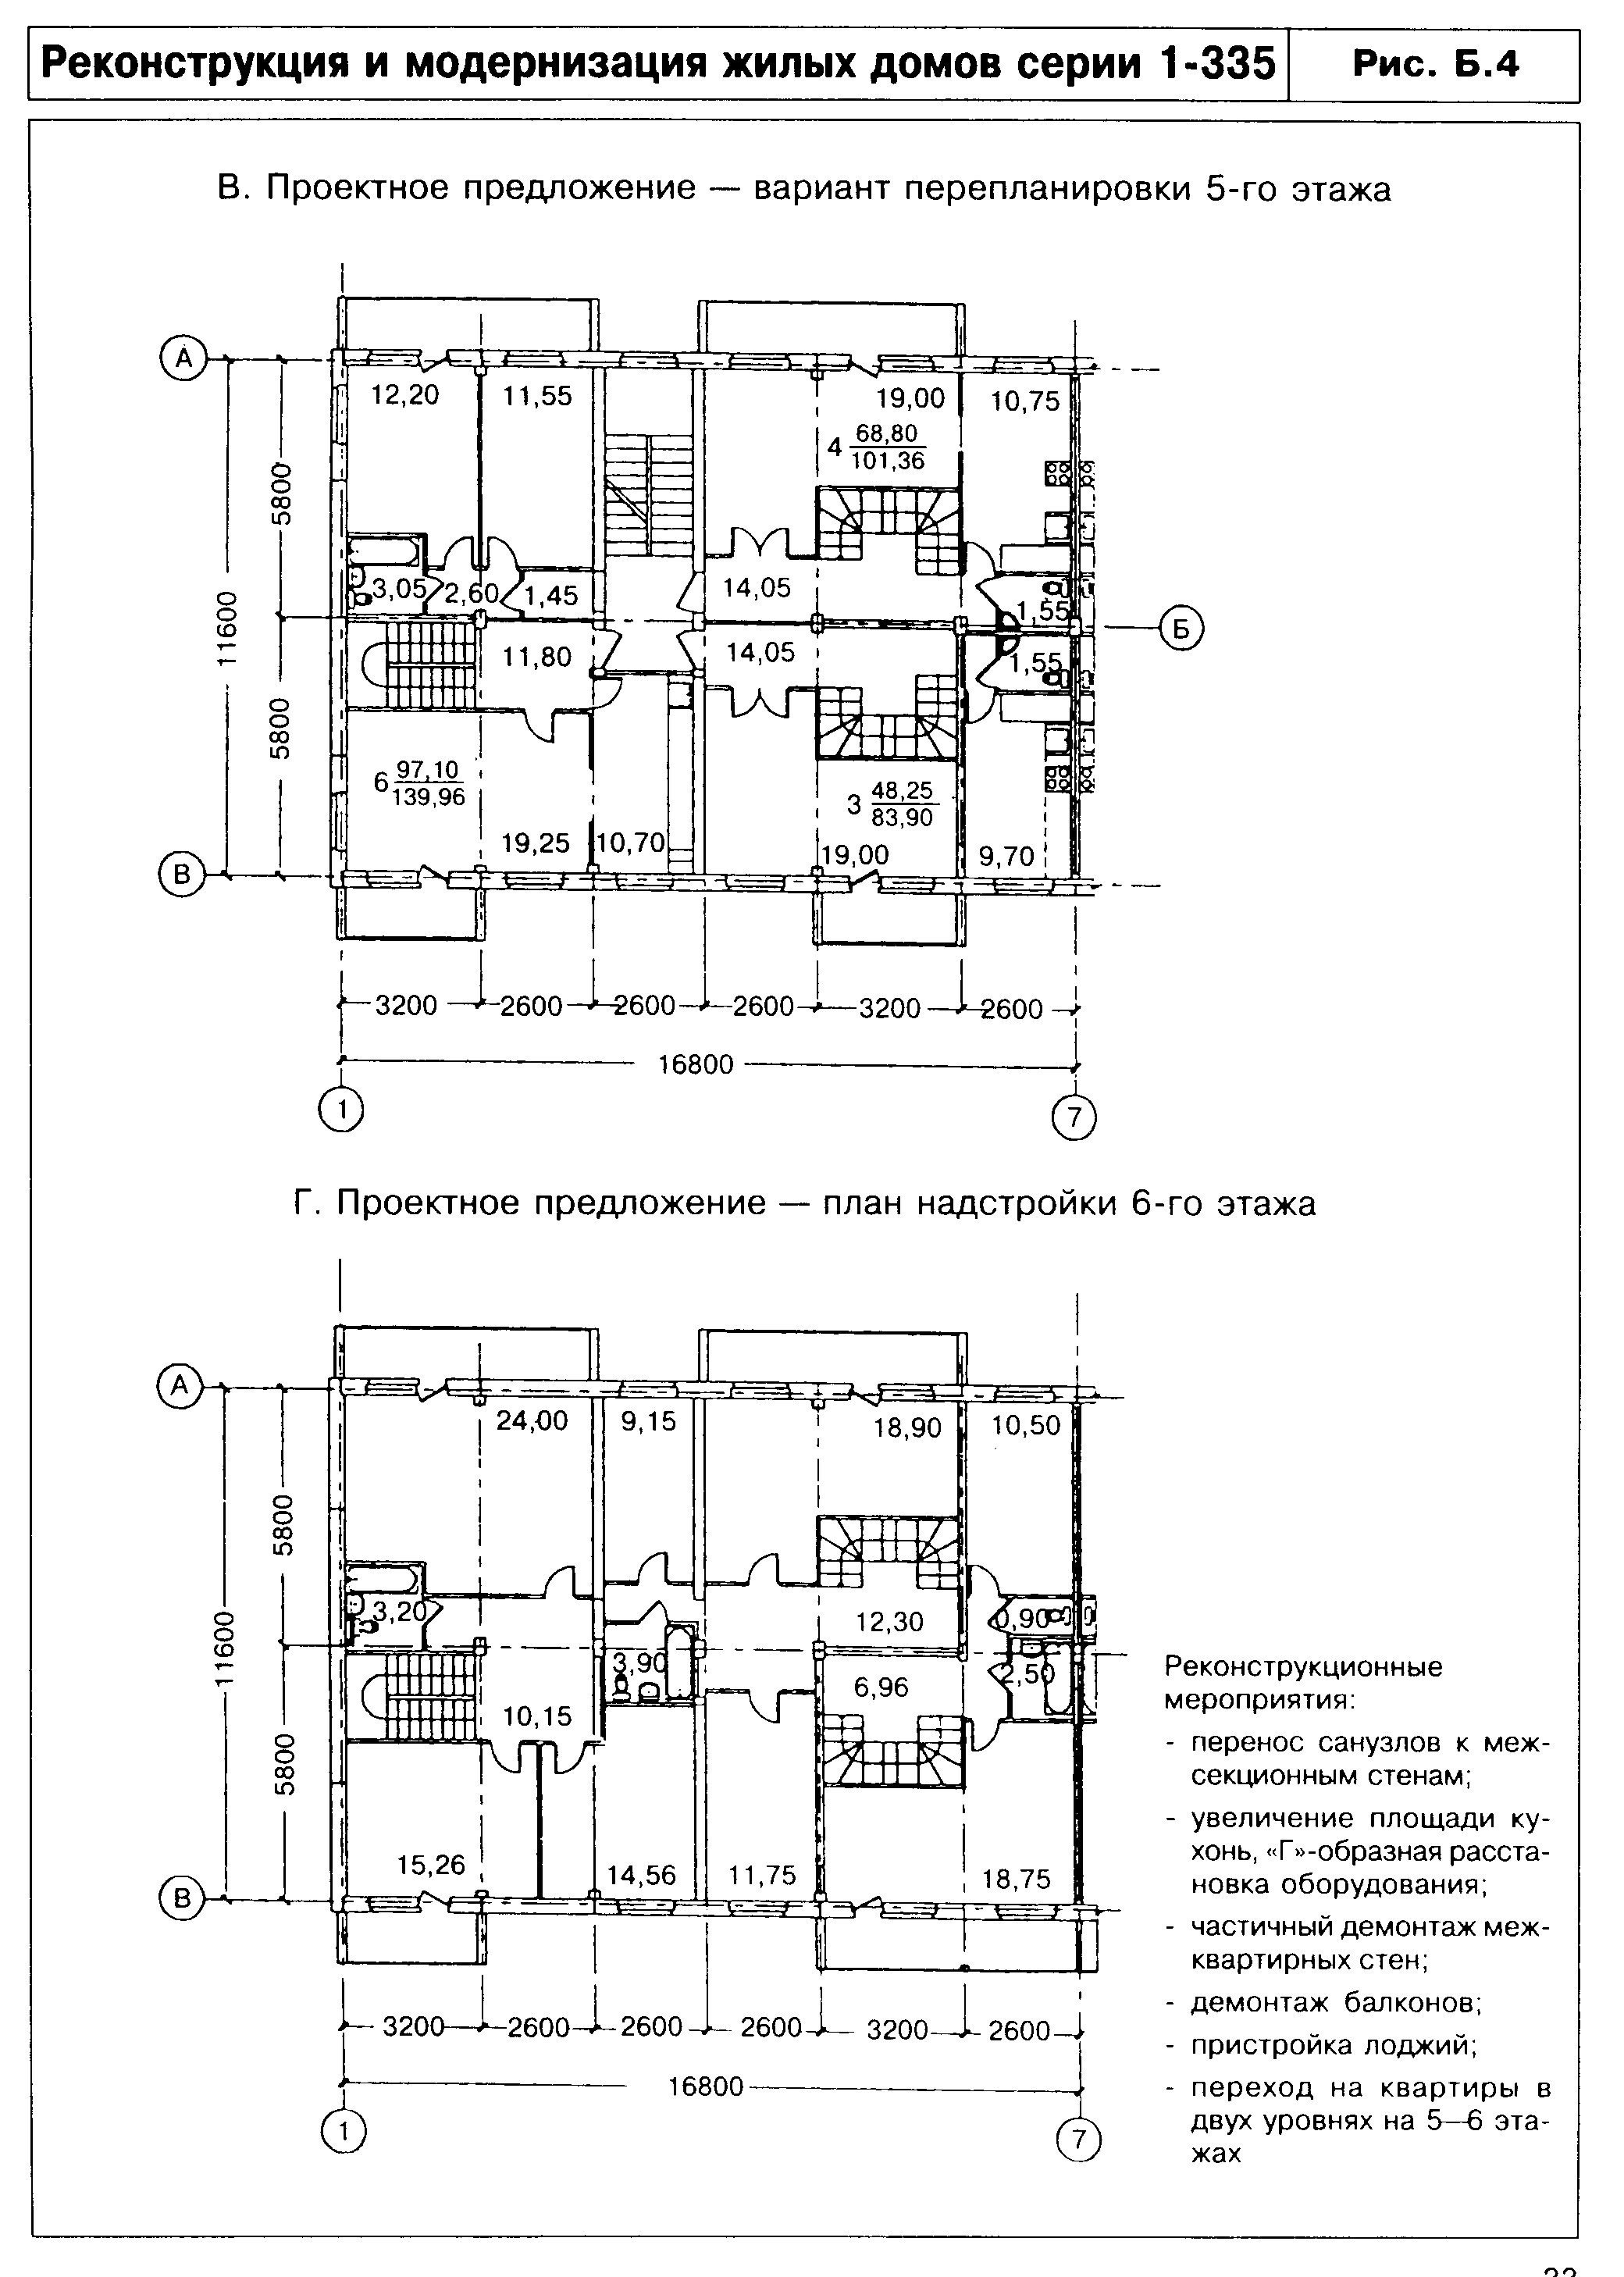 Реконструкция и модернизация жилых домов серии 1-335
Рис. Б.4
В. Проектное предложение — вариант перепланировки 5-го этажа
А
12,20
11,55
19,00
10,75
4 68,80
101,36
5800
11600
3,05
2,60
1,45
14,05
1,55
Б
11,80
14,05
1,55
5800
6 97,10
139,96
3 48,25
83,90
19,25
10,70
19,00
9,70
В
3200
2600
2600
2600
3200
2600
16800
1
7
Г. Проектное предложение — план надстройки 6-го этажа
А
24,00
9,15
18,90
10,50
5800
11600
3,20
12,30
0,90
3,90
6,96
2,50
10,15
5800
15,26
14,56
11,75
18,75
В
3200
2600
2600
2600
3200
2600
16800
1
7
Реконструкционные
мероприятия:
- перенос санузлов к меж-
секционным стенам;
- увеличение площади ку-
хонь, «Г»-образная расста-
новка оборудования;
- частичный демонтаж меж-
квартирных стен;
- демонтаж балконов;
- пристройка лоджий;
- переход на квартиры в
двух уровнях на 5—6 эта-
жах